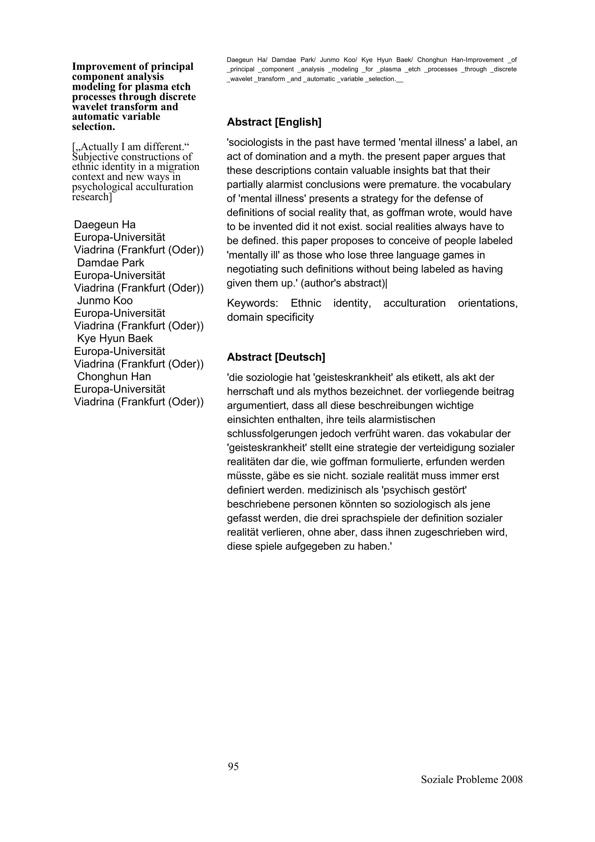 Improvement of principal
component analysis
modeling for plasma etch
processes through discrete
wavelet transform and
automatic variable
selection.
[„Actually I am different.“
Subjective constructions of
ethnic identity in a migration
context and new ways in
psychological acculturation
research]
Daegeun Ha
Europa-Universität
Viadrina (Frankfurt (Oder))
Damdae Park
Europa-Universität
Viadrina (Frankfurt (Oder))
Junmo Koo
Europa-Universität
Viadrina (Frankfurt (Oder))
Kye Hyun Baek
Europa-Universität
Viadrina (Frankfurt (Oder))
Chonghun Han
Europa-Universität
Viadrina (Frankfurt (Oder))
Daegeun Ha/ Damdae Park/ Junmo Koo/ Kye Hyun Baek/ Chonghun Han-Improvement _of
_principal _component _analysis _modeling _for _plasma _etch _processes _through _discrete
_wavelet _transform _and _automatic _variable _selection.__
Abstract [English]
'sociologists in the past have termed 'mental illness' a label, an
act of domination and a myth. the present paper argues that
these descriptions contain valuable insights bat that their
partially alarmist conclusions were premature. the vocabulary
of 'mental illness' presents a strategy for the defense of
definitions of social reality that, as goffman wrote, would have
to be invented did it not exist. social realities always have to
be defined. this paper proposes to conceive of people labeled
'mentally ill' as those who lose three language games in
negotiating such definitions without being labeled as having
given them up.' (author's abstract)|
Keywords: Ethnic identity, acculturation orientations,
domain specificity
Abstract [Deutsch]
'die soziologie hat 'geisteskrankheit' als etikett, als akt der
herrschaft und als mythos bezeichnet. der vorliegende beitrag
argumentiert, dass all diese beschreibungen wichtige
einsichten enthalten, ihre teils alarmistischen
schlussfolgerungen jedoch verfrüht waren. das vokabular der
'geisteskrankheit' stellt eine strategie der verteidigung sozialer
realitäten dar die, wie goffman formulierte, erfunden werden
müsste, gäbe es sie nicht. soziale realität muss immer erst
definiert werden. medizinisch als 'psychisch gestört'
beschriebene personen könnten so soziologisch als jene
gefasst werden, die drei sprachspiele der definition sozialer
realität verlieren, ohne aber, dass ihnen zugeschrieben wird,
diese spiele aufgegeben zu haben.'
95
Soziale Probleme 2008